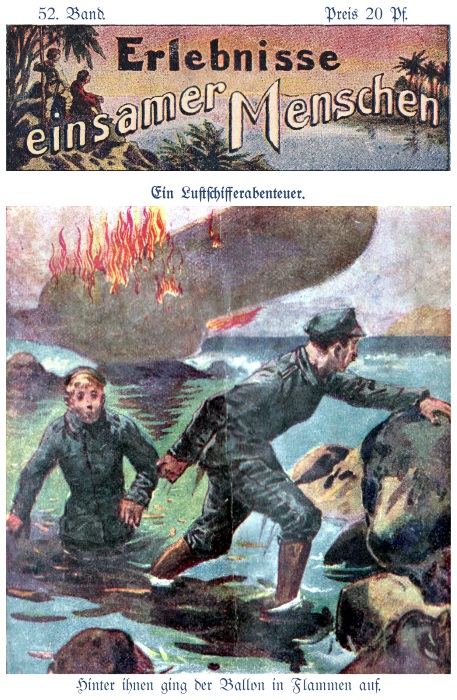 52. Band.
Preis 20 Pf.
Erlebnisse
einsamer Menschen
Ein Luftschifferabenteuer.
Hinter ihnen ging der Ballon in Flammen auf.